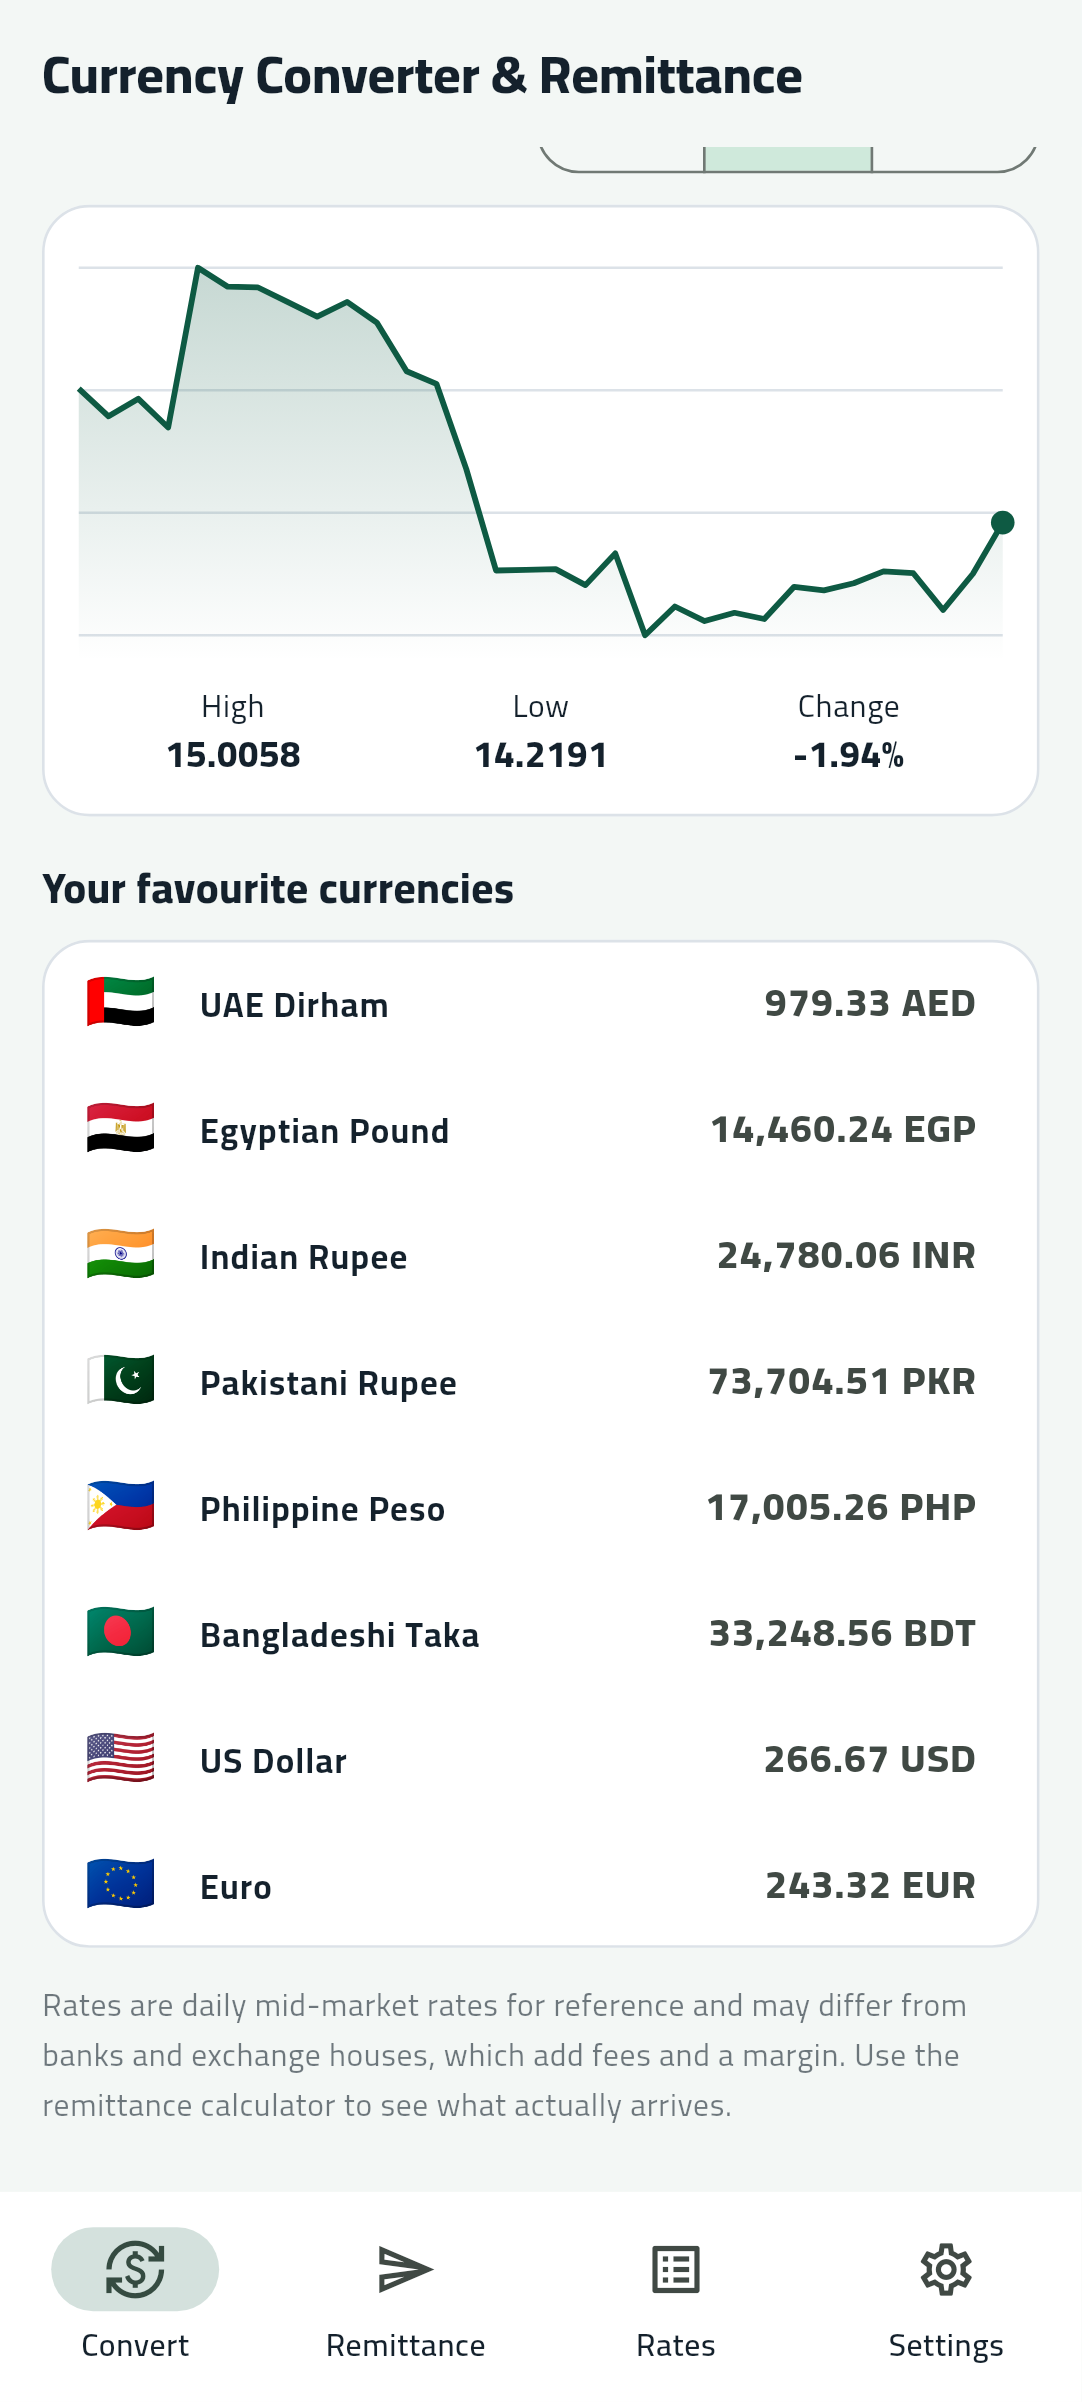 Currency Converter & Remittance
High
15.0058
Low
14.2191
Change
-1.94%
Your favourite currencies
UAE Dirham
979.33 AED
Egyptian Pound
14,460.24 EGP
Indian Rupee
24,780.06 INR
Pakistani Rupee
73,704.51 PKR
Philippine Peso
17,005.26 PHP
Bangladeshi Taka
33,248.56 BDT
US Dollar
266.67 USD
Euro
243.32 EUR
Rates are daily mid-market rates for reference and may differ from
banks and exchange houses, which add fees and a margin. Use the
remittance calculator to see what actually arrives.
Convert
Remittance
Rates
Settings